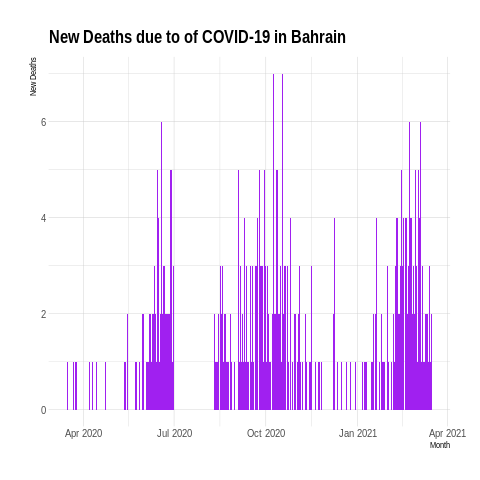 New Deaths due to of COVID-19 in Bahrain
New Deaths
6
4
2
0
Apr 2020
Jul 2020
Oct 2020
Jan 2021
Apr 2021
Month